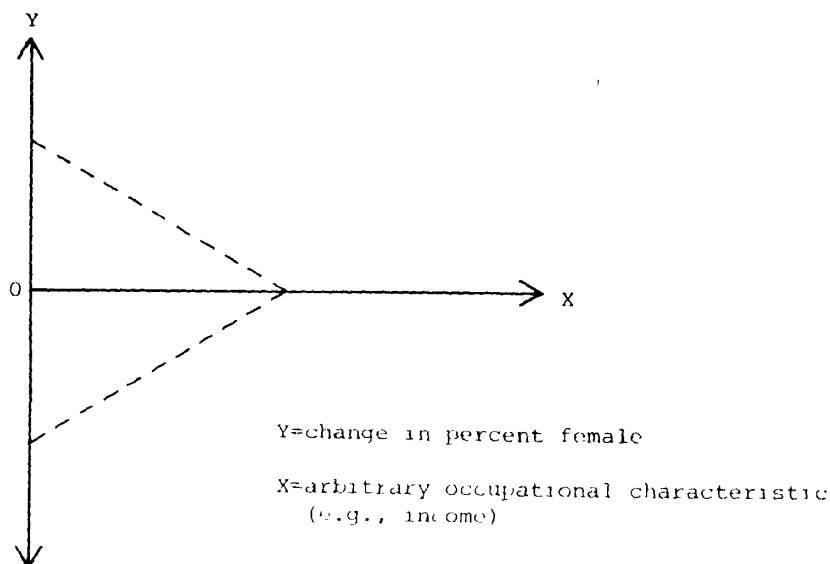 Y
0
X
Y=change in percent female
X=arbitrary occupational characteristic
(e.g., income)